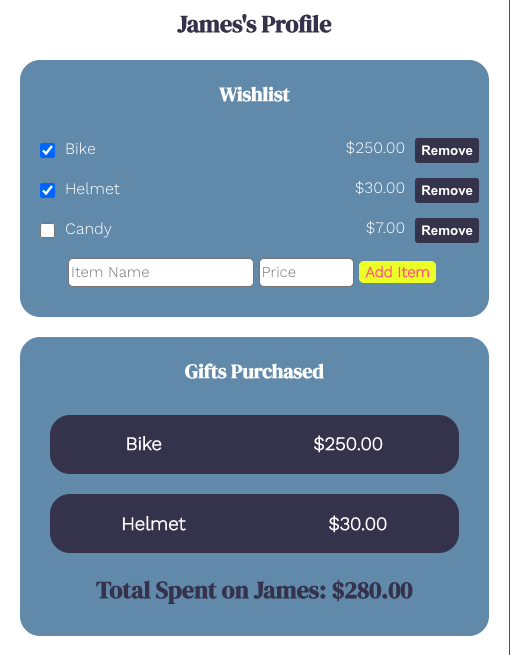 James's Profile
Wishlist
Bike $250.00 Remove
Helmet $30.00 Remove
Candy $7.00 Remove
Item Name Price Add Item
Gifts Purchased
Bike $250.00
Helmet $30.00
Total Spent on James: $280.00